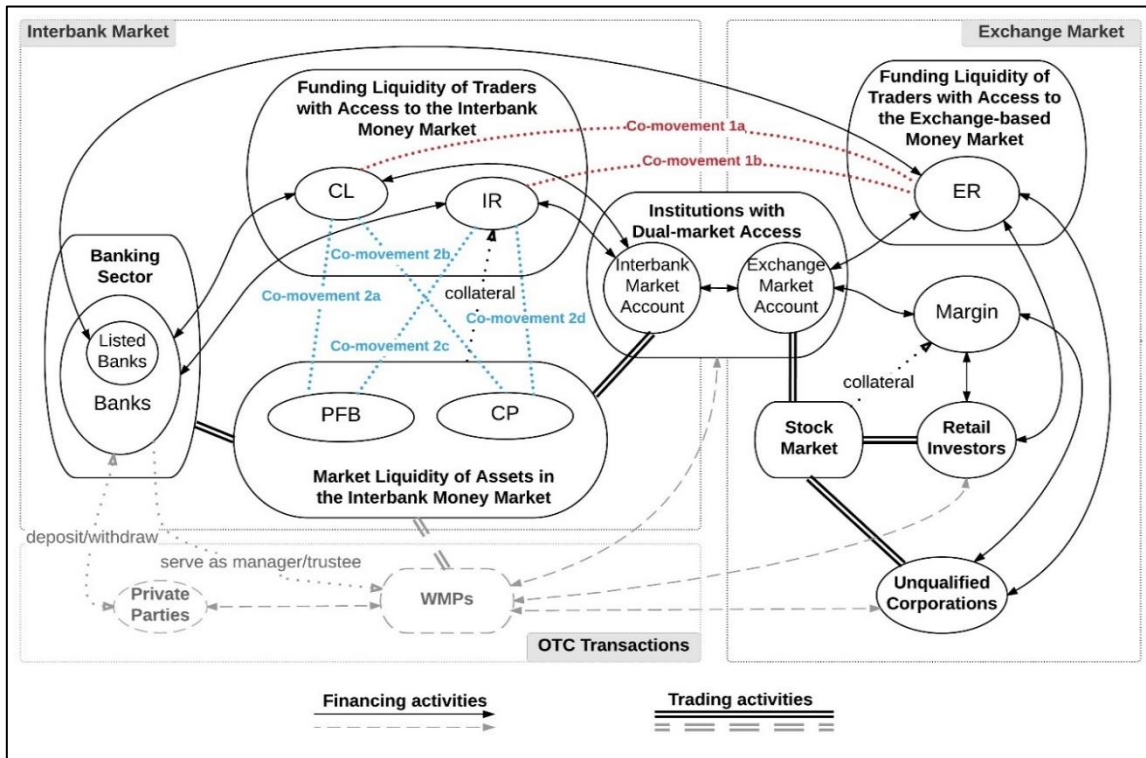 Interbank Market
Exchange Market
Funding Liquidity of Traders
with Access to the Interbank
Money Market
Funding Liquidity of
Traders with Access to
the Exchange-based
Money Market
Co-movement 1a
Co-movement 1b
CL
IR
ER
Institutions with
Dual-market Access
Banking
Sector
Co-movement 2b
Interbank
Market
Account
Exchange
Market
Account
Co-movement 2a
collateral
Co-movement 2d
Margin
Listed
Banks
Co-movement 2c
Banks
collateral
PFB
CP
Stock
Market
Retail
Investors
Market Liquidity of Assets in
the Interbank Money Market
deposit/withdraw
serve as manager/trustee
Private
Parties
WMPs
Unqualified
Corporations
OTC Transactions
Financing activities
Trading activities